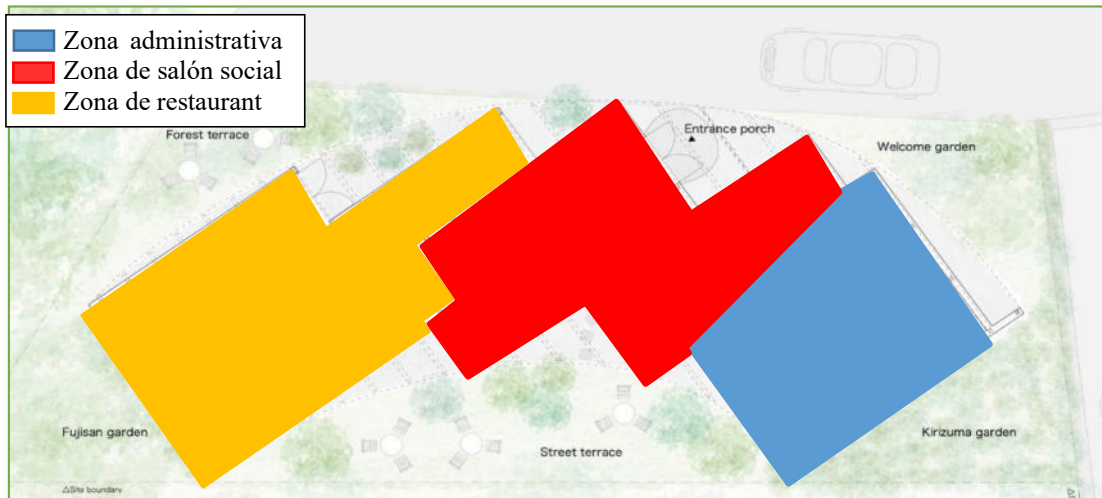 Zona administrativa
Zona de salón social
Zona de restaurant
Forest terrace
Entrance porch
Welcome garden
Fujisan garden
Street terrace
Kirizuma garden
△Site boundary